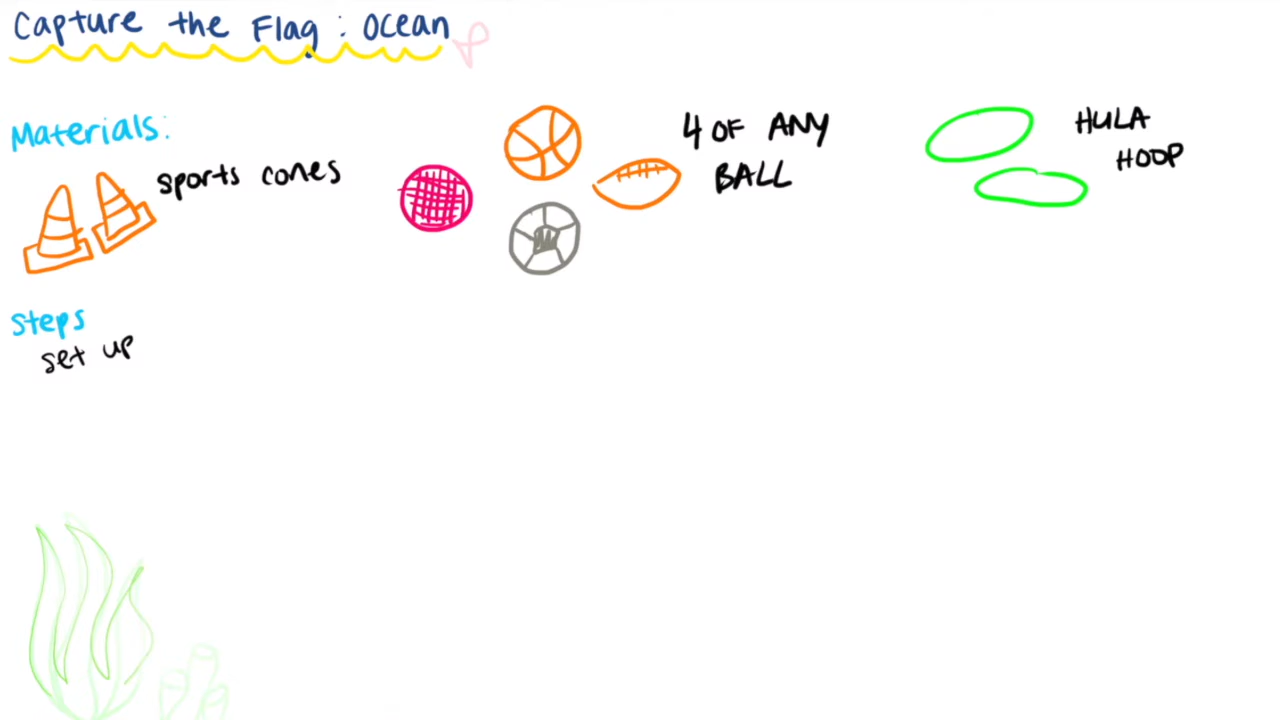 Capture the Flag: Ocean
Materials:
sports cones
4 OF ANY
BALL
HULA
HOOP
Steps
set up